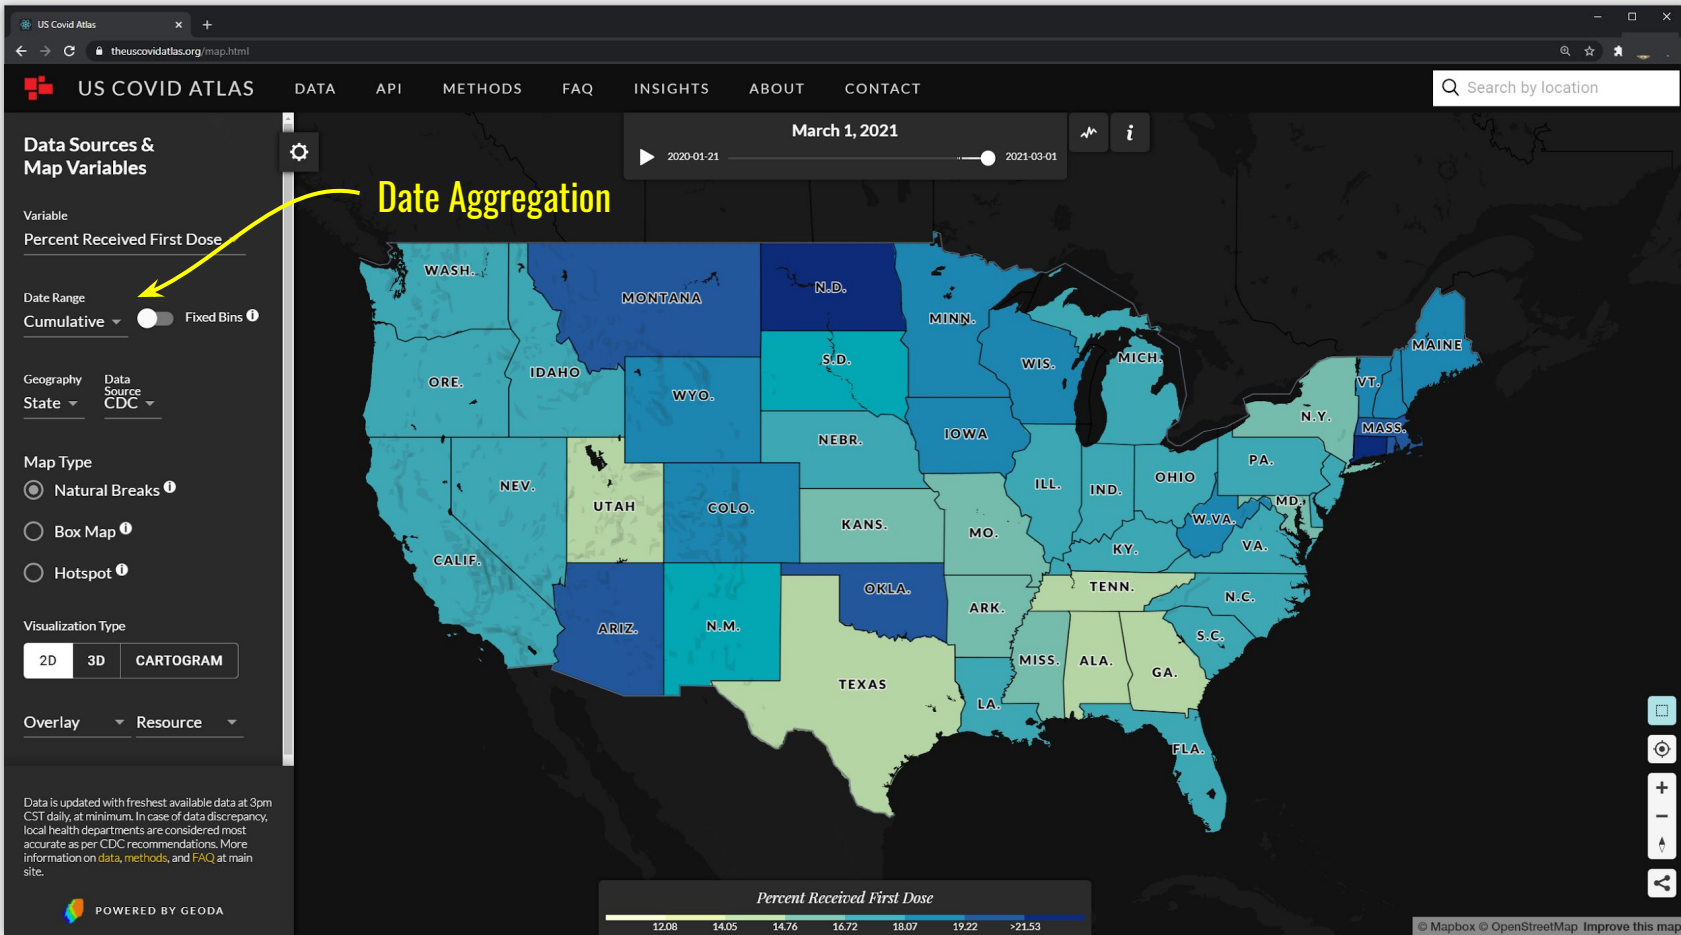 US Covid Atlas
theuscovidatlas.org/map.html
US COVID ATLAS
DATA
API
METHODS
FAQ
INSIGHTS
ABOUT
CONTACT
Search by location
Data Sources &
Map Variables
March 1, 2021
2020-01-21
2021-03-01
Date Aggregation
Variable
Percent Received First Dose
Date Range
Cumulative
Fixed Bins
Geography
State
Data
Source
CDC
Map Type
Natural Breaks
Box Map
Hotspot
Visualization Type
2D
3D
CARTOGRAM
Overlay
Resource
Data is updated with freshest available data at 3pm
CST daily, at minimum. In case of data discrepancy,
local health departments are considered most
accurate as per CDC recommendations. More
information on data, methods, and FAQ at main
site.
POWERED BY GEODA
WASH.
MONTANA
N.D.
MINN.
MAINE
ORE.
IDAHO
WYO.
S.D.
WIS.
MICH.
VT.
N.Y.
MASS.
NEBR.
IOWA
PA.
NEV.
UTAH
COLO.
KANS.
MO.
ILL.
IND.
OHIO
MD.
W.VA.
VA.
KY.
CALIF.
ARIZ.
N.M.
OKLA.
ARK.
TENN.
N.C.
S.C.
TEXAS
LA.
MISS.
ALA.
GA.
FLA.
Percent Received First Dose
12.08 14.05 14.76 16.72 18.07 19.22 >21.53
© Mapbox © OpenStreetMap Improve this map